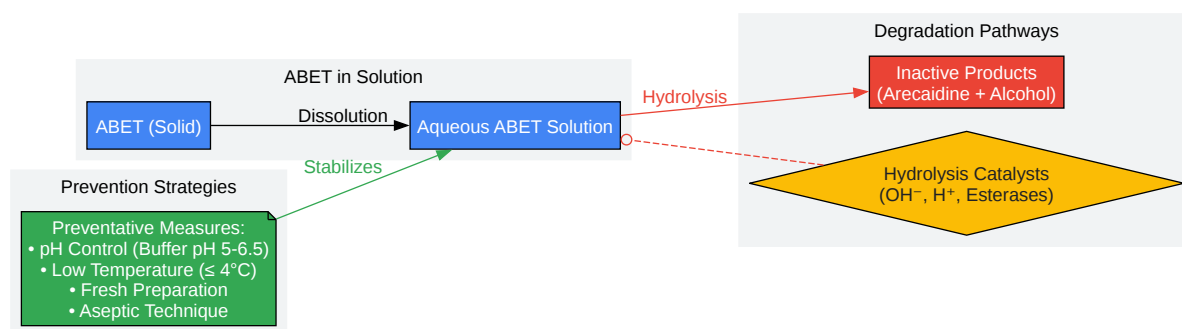 Degradation Pathways
ABET in Solution
Inactive Products
(Arecaidine + Alcohol)
Hydrolysis
ABET (Solid)
Dissolution
Aqueous ABET Solution
Stabilizes
Hydrolysis Catalysts
(OH⁻, H⁺, Esterases)
Prevention Strategies
Preventative Measures:
• pH Control (Buffer pH 5-6.5)
• Low Temperature (≤ 4°C)
• Fresh Preparation
• Aseptic Technique